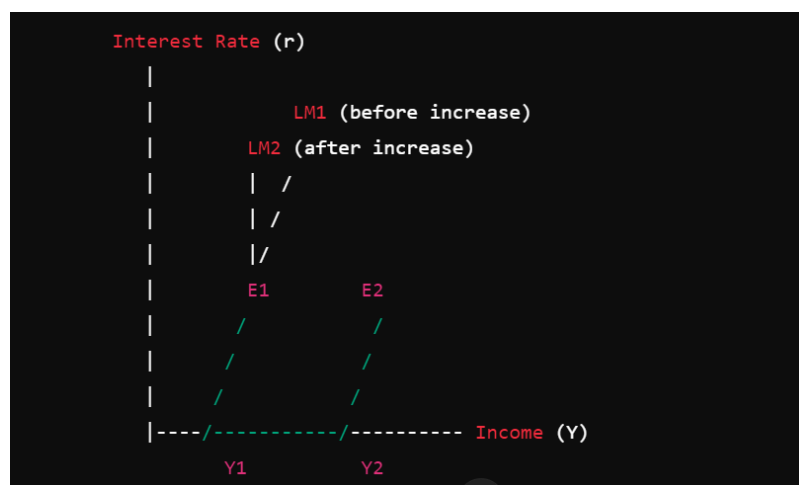 Interest Rate (r)
|
| LM1 (before increase)
| LM2 (after increase)
| | /
| | /
| |/
| E1 E2
| / /
| / /
| / /
|----/-----------/---------- Income (Y)
Y1 Y2